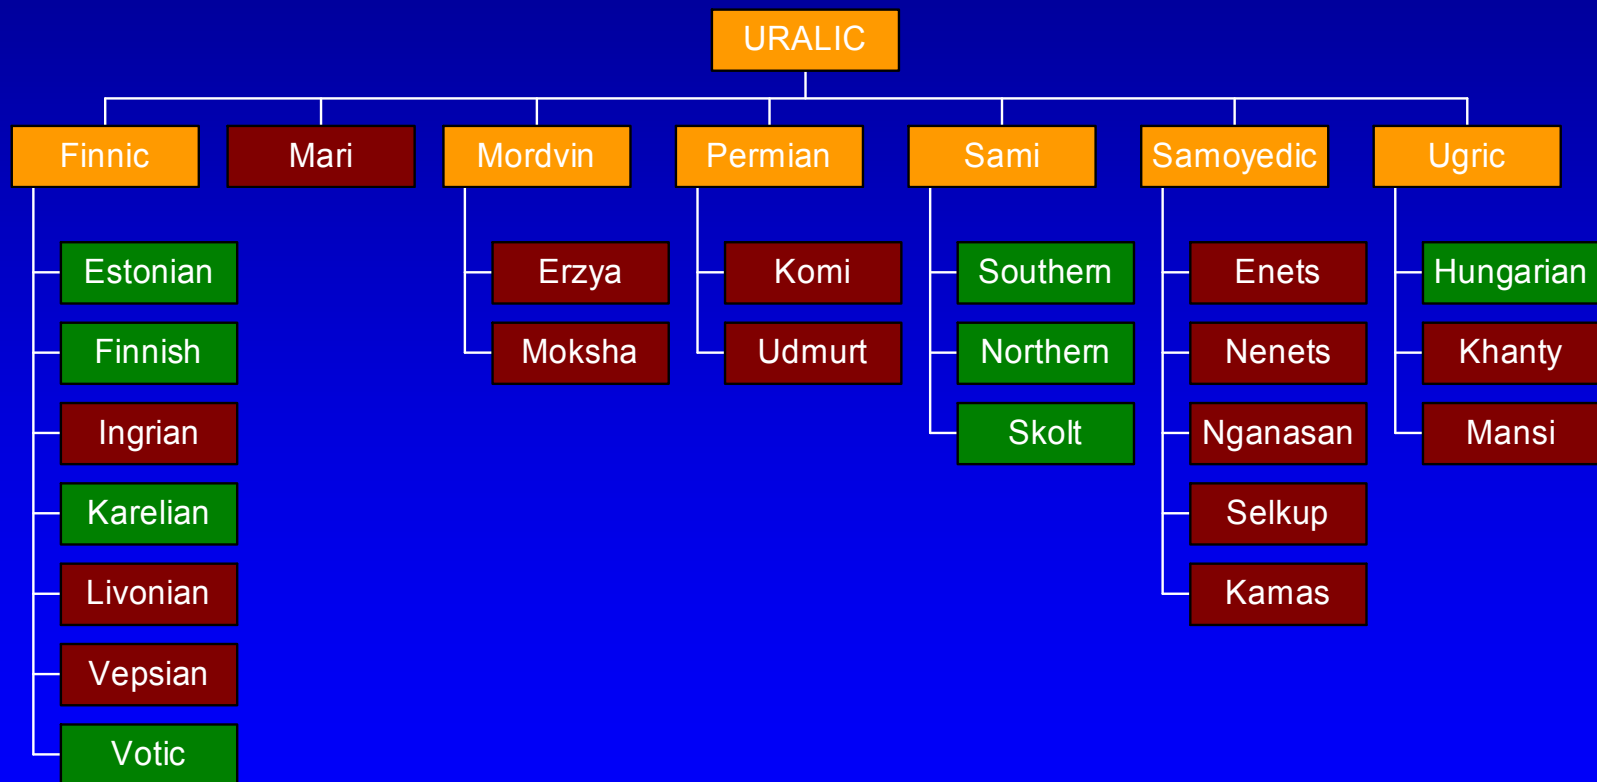 URALIC
Finnic
Mari
Mordvin
Permian
Sami
Samoyedic
Ugric
Estonian
Finnish
Ingrian
Karelian
Livonian
Vepsian
Votic
Erzya
Moksha
Komi
Udmurt
Southern
Northern
Skolt
Enets
Nenets
Nganasan
Selkup
Kamas
Hungarian
Khanty
Mansi